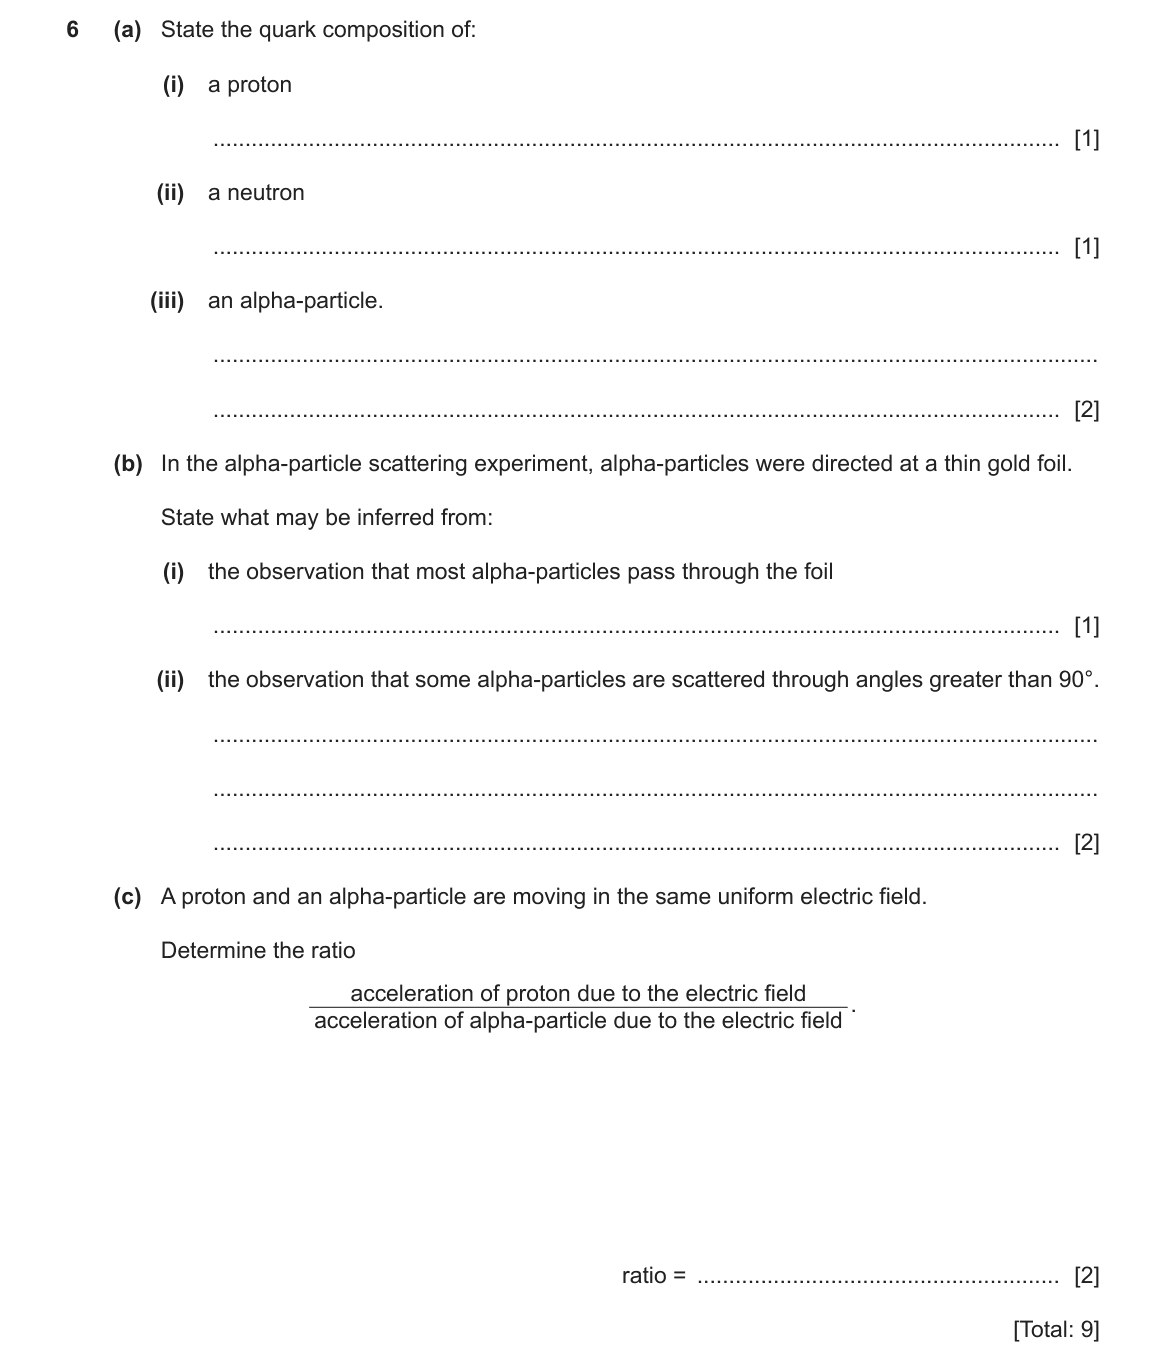 6 (a) State the quark composition of:
(i) a proton
.................................................................................................................................... [1]
(ii) a neutron
.................................................................................................................................... [1]
(iii) an alpha-particle.
..........................................................................................................................................
.................................................................................................................................... [2]
(b) In the alpha-particle scattering experiment, alpha-particles were directed at a thin gold foil.
State what may be inferred from:
(i) the observation that most alpha-particles pass through the foil
.................................................................................................................................... [1]
(ii) the observation that some alpha-particles are scattered through angles greater than 90°.
..........................................................................................................................................
..........................................................................................................................................
.................................................................................................................................... [2]
(c) A proton and an alpha-particle are moving in the same uniform electric field.
Determine the ratio
acceleration of proton due to the electric field
acceleration of alpha-particle due to the electric field .
ratio = ......................................................... [2]
[Total: 9]